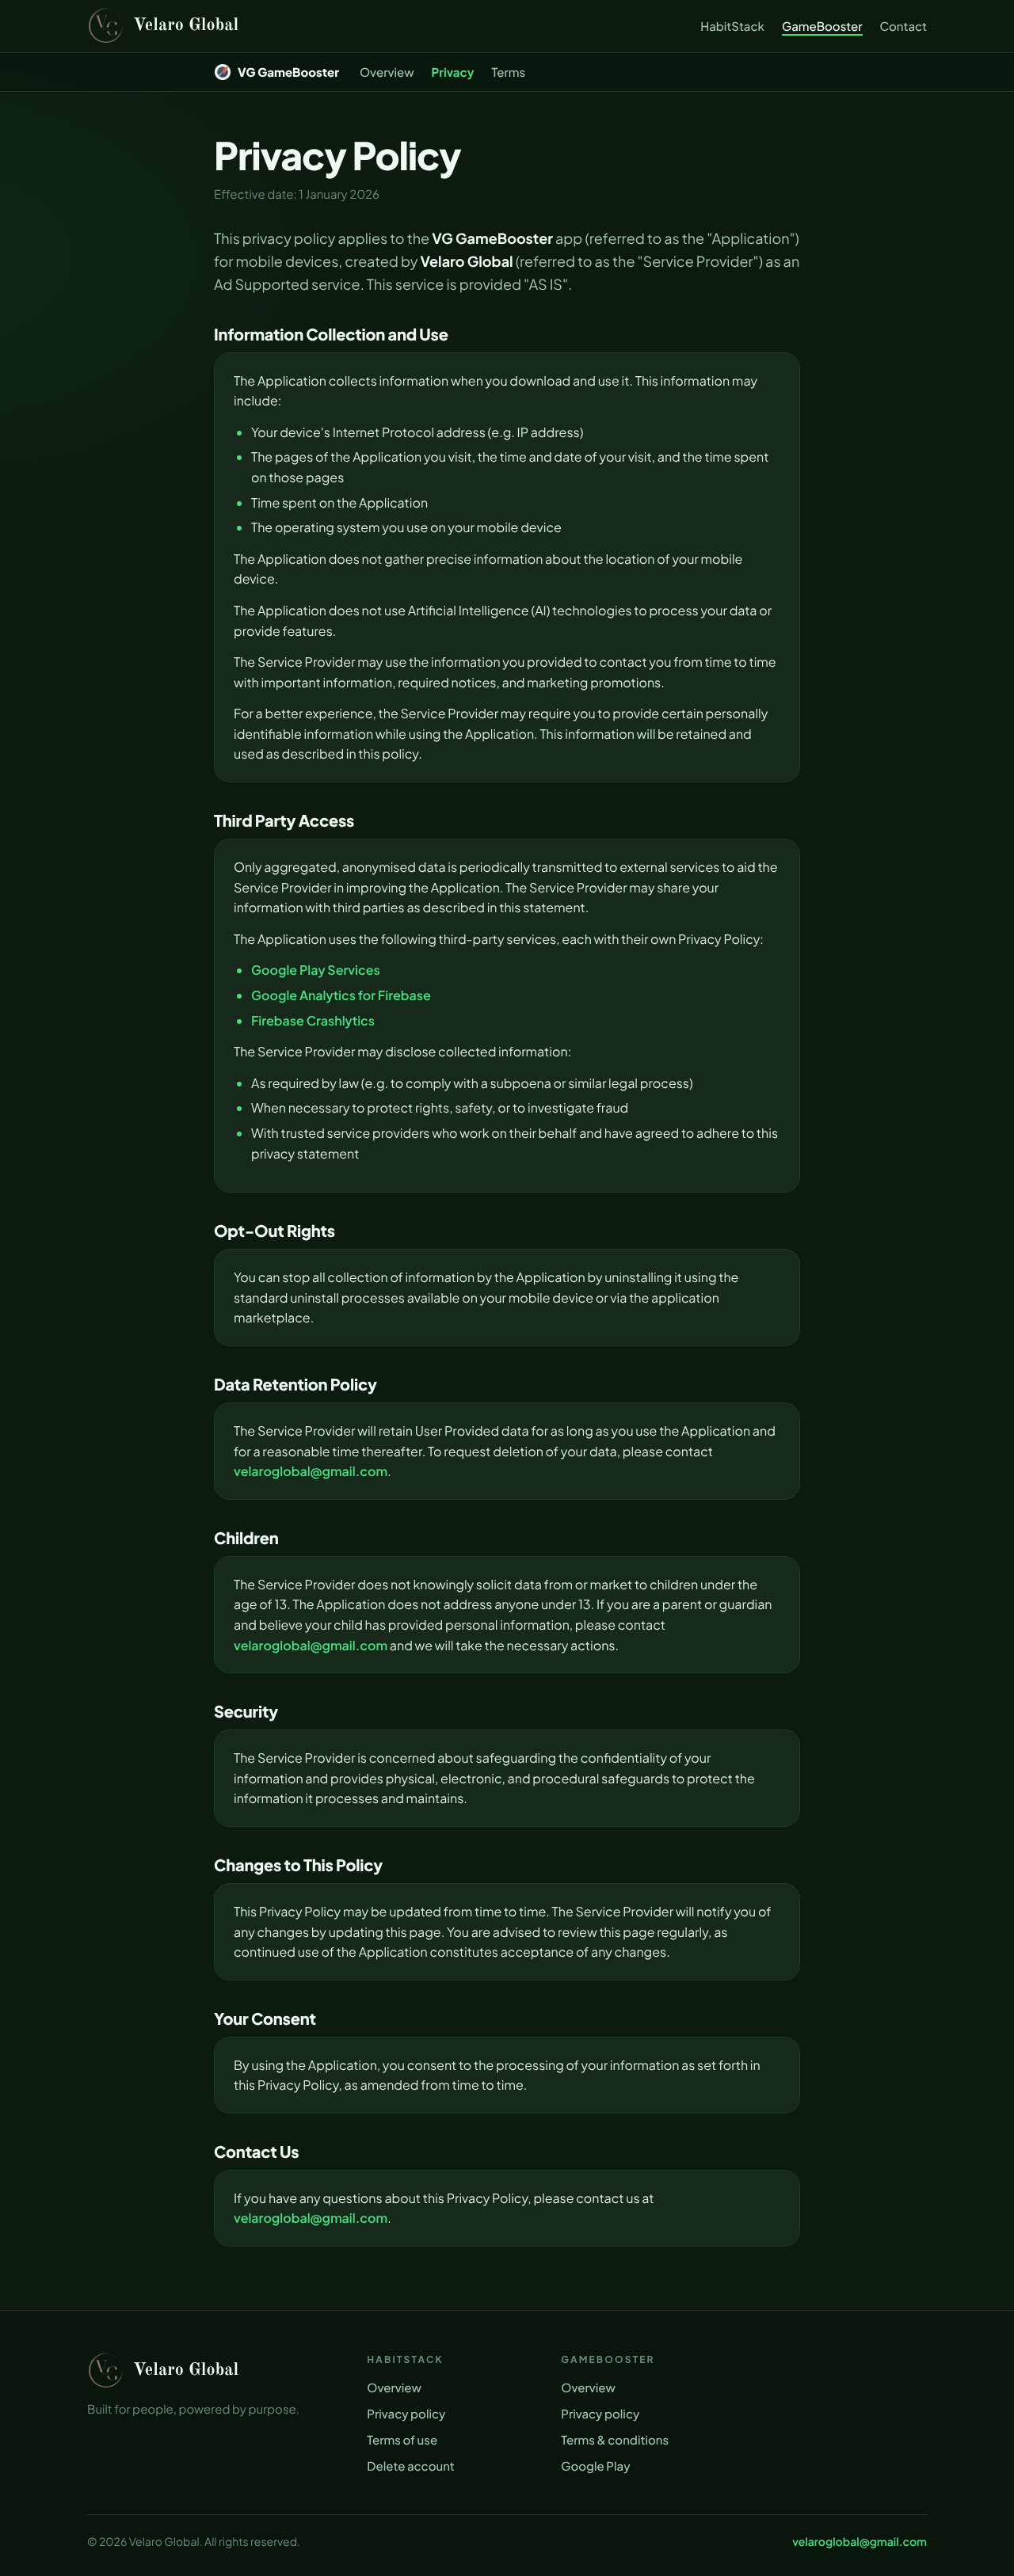 VG
Velaro Global
HabitStack
GameBooster
Contact
VG GameBooster
Overview
Privacy
Terms
Privacy Policy
Effective date: 1 January 2026
This privacy policy applies to the VG GameBooster app (referred to as the "Application")
for mobile devices, created by Velaro Global (referred to as the "Service Provider") as an
Ad Supported service. This service is provided "AS IS".
Information Collection and Use
The Application collects information when you download and use it. This information may
include:
Your device's Internet Protocol address (e.g. IP address)
The pages of the Application you visit, the time and date of your visit, and the time spent
on those pages
Time spent on the Application
The operating system you use on your mobile device
The Application does not gather precise information about the location of your mobile
device.
The Application does not use Artificial Intelligence (AI) technologies to process your data or
provide features.
The Service Provider may use the information you provided to contact you from time to time
with important information, required notices, and marketing promotions.
For a better experience, the Service Provider may require you to provide certain personally
identifiable information while using the Application. This information will be retained and
used as described in this policy.
Third Party Access
Only aggregated, anonymised data is periodically transmitted to external services to aid the
Service Provider in improving the Application. The Service Provider may share your
information with third parties as described in this statement.
The Application uses the following third-party services, each with their own Privacy Policy:
Google Play Services
Google Analytics for Firebase
Firebase Crashlytics
The Service Provider may disclose collected information:
As required by law (e.g. to comply with a subpoena or similar legal process)
When necessary to protect rights, safety, or to investigate fraud
With trusted service providers who work on their behalf and have agreed to adhere to this
privacy statement
Opt-Out Rights
You can stop all collection of information by the Application by uninstalling it using the
standard uninstall processes available on your mobile device or via the application
marketplace.
Data Retention Policy
The Service Provider will retain User Provided data for as long as you use the Application and
for a reasonable time thereafter. To request deletion of your data, please contact
velaroglobal@gmail.com.
Children
The Service Provider does not knowingly solicit data from or market to children under the
age of 13. The Application does not address anyone under 13. If you are a parent or guardian
and believe your child has provided personal information, please contact
velaroglobal@gmail.com and we will take the necessary actions.
Security
The Service Provider is concerned about safeguarding the confidentiality of your
information and provides physical, electronic, and procedural safeguards to protect the
information it processes and maintains.
Changes to This Policy
This Privacy Policy may be updated from time to time. The Service Provider will notify you of
any changes by updating this page. You are advised to review this page regularly, as
continued use of the Application constitutes acceptance of any changes.
Your Consent
By using the Application, you consent to the processing of your information as set forth in
this Privacy Policy, as amended from time to time.
Contact Us
If you have any questions about this Privacy Policy, please contact us at
velaroglobal@gmail.com.
VG
Velaro Global
Built for people, powered by purpose.
HABITSTACK
Overview
Privacy policy
Terms of use
Delete account
GAMEBOOSTER
Overview
Privacy policy
Terms & conditions
Google Play
© 2026 Velaro Global. All rights reserved.
velaroglobal@gmail.com